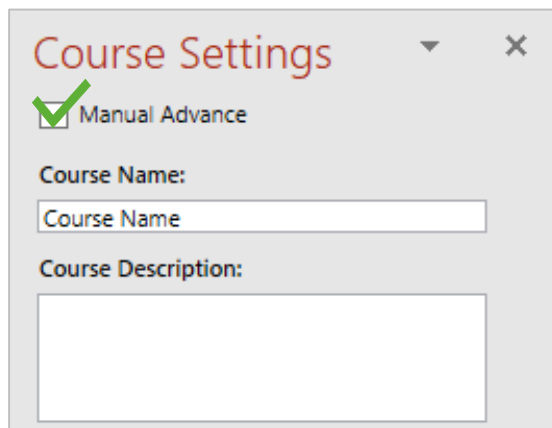 Course Settings
Manual Advance
Course Name:
Course Name
Course Description: